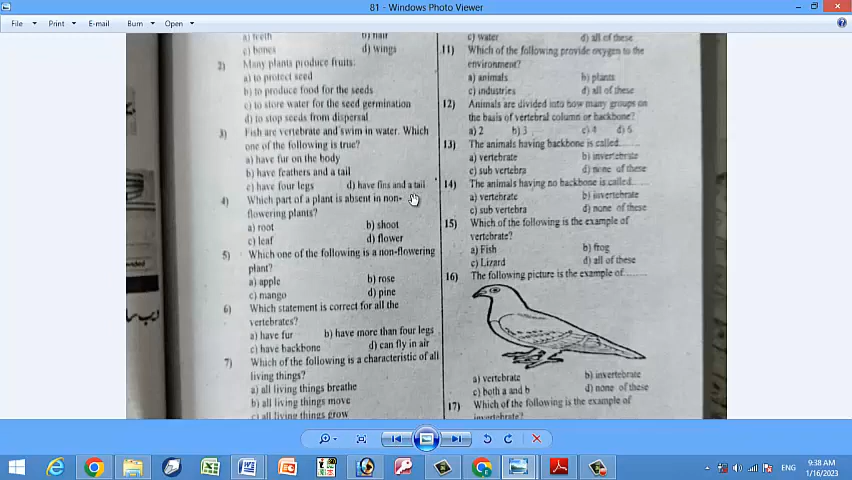 81 - Windows Photo Viewer
File Print E-mail Burn Open
a) teeth b) hair
c) bones d) wings
2) Many plants produce fruits:
a) to protect seed
b) to produce food for the seeds
c) to store water for the seed germination
d) to stop seeds from dispersal
3) Fish are vertebrate and swim in water. Which
one of the following is true?
a) have fur on the body
b) have feathers and a tail
c) have four legs d) have fins and a tail
4) Which part of a plant is absent in non-
flowering plants?
a) root b) shoot
c) leaf d) flower
5) Which one of the following is a non-flowering
plant?
a) apple b) rose
c) mango d) pine
6) Which statement is correct for all the
vertebrates?
a) have fur b) have more than four legs
c) have backbone d) can fly in air
7) Which of the following is a characteristic of all
living things?
a) all living things breathe
b) all living things move
c) all living things grow
c) water d) all of these
11) Which of the following provide oxygen to the
environment?
a) animals b) plants
c) industries d) all of these
12) Animals are divided into how many groups on
the basis of vertebral column or backbone?
a) 2 b) 3 c) 4 d) 5
13) The animals having backbone is called......
a) vertebrate b) invertebrate
c) sub vertebra d) none of these
14) The animals having no backbone is called......
a) vertebrate b) invertebrate
c) sub vertebra d) none of these
15) Which of the following is the example of
vertebrate?
a) Fish b) frog
c) Lizard d) all of these
16) The following picture is the example of......
a) vertebrate b) invertebrate
c) both a and b d) none of these
17) Which of the following is the example of
invertebrate?
ENG
9:38 AM
1/16/2023